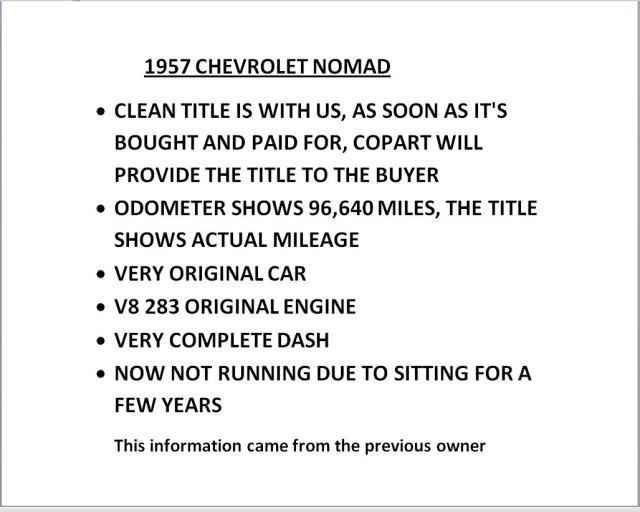 1957 CHEVROLET NOMAD
• CLEAN TITLE IS WITH US, AS SOON AS IT'S
BOUGHT AND PAID FOR, COPART WILL
PROVIDE THE TITLE TO THE BUYER
• ODOMETER SHOWS 96,640 MILES, THE TITLE
SHOWS ACTUAL MILEAGE
• VERY ORIGINAL CAR
• V8 283 ORIGINAL ENGINE
• VERY COMPLETE DASH
• NOW NOT RUNNING DUE TO SITTING FOR A
FEW YEARS
This information came from the previous owner